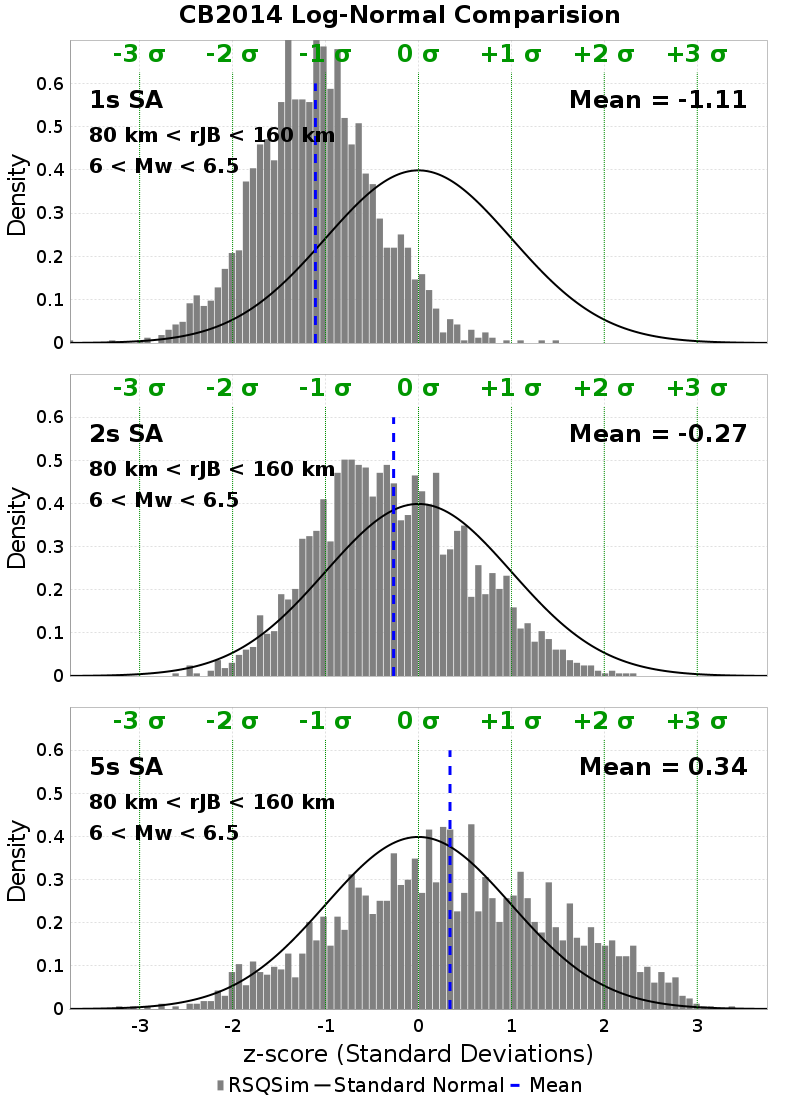 CB2014 Log-Normal Comparision
-3 σ -2 σ -1 σ 0 σ +1 σ +2 σ +3 σ
1s SA
Mean = -1.11
80 km < rJB < 160 km
6 < Mw < 6.5
0.6
0.5
0.4
0.3
0.2
0.1
0
Density
-3 σ -2 σ -1 σ 0 σ +1 σ +2 σ +3 σ
2s SA
Mean = -0.27
80 km < rJB < 160 km
6 < Mw < 6.5
0.6
0.5
0.4
0.3
0.2
0.1
0
Density
-3 σ -2 σ -1 σ 0 σ +1 σ +2 σ +3 σ
5s SA
Mean = 0.34
80 km < rJB < 160 km
6 < Mw < 6.5
0.6
0.5
0.4
0.3
0.2
0.1
0
Density
-3 -2 -1 0 1 2 3
z-score (Standard Deviations)
RSQSim Standard Normal Mean